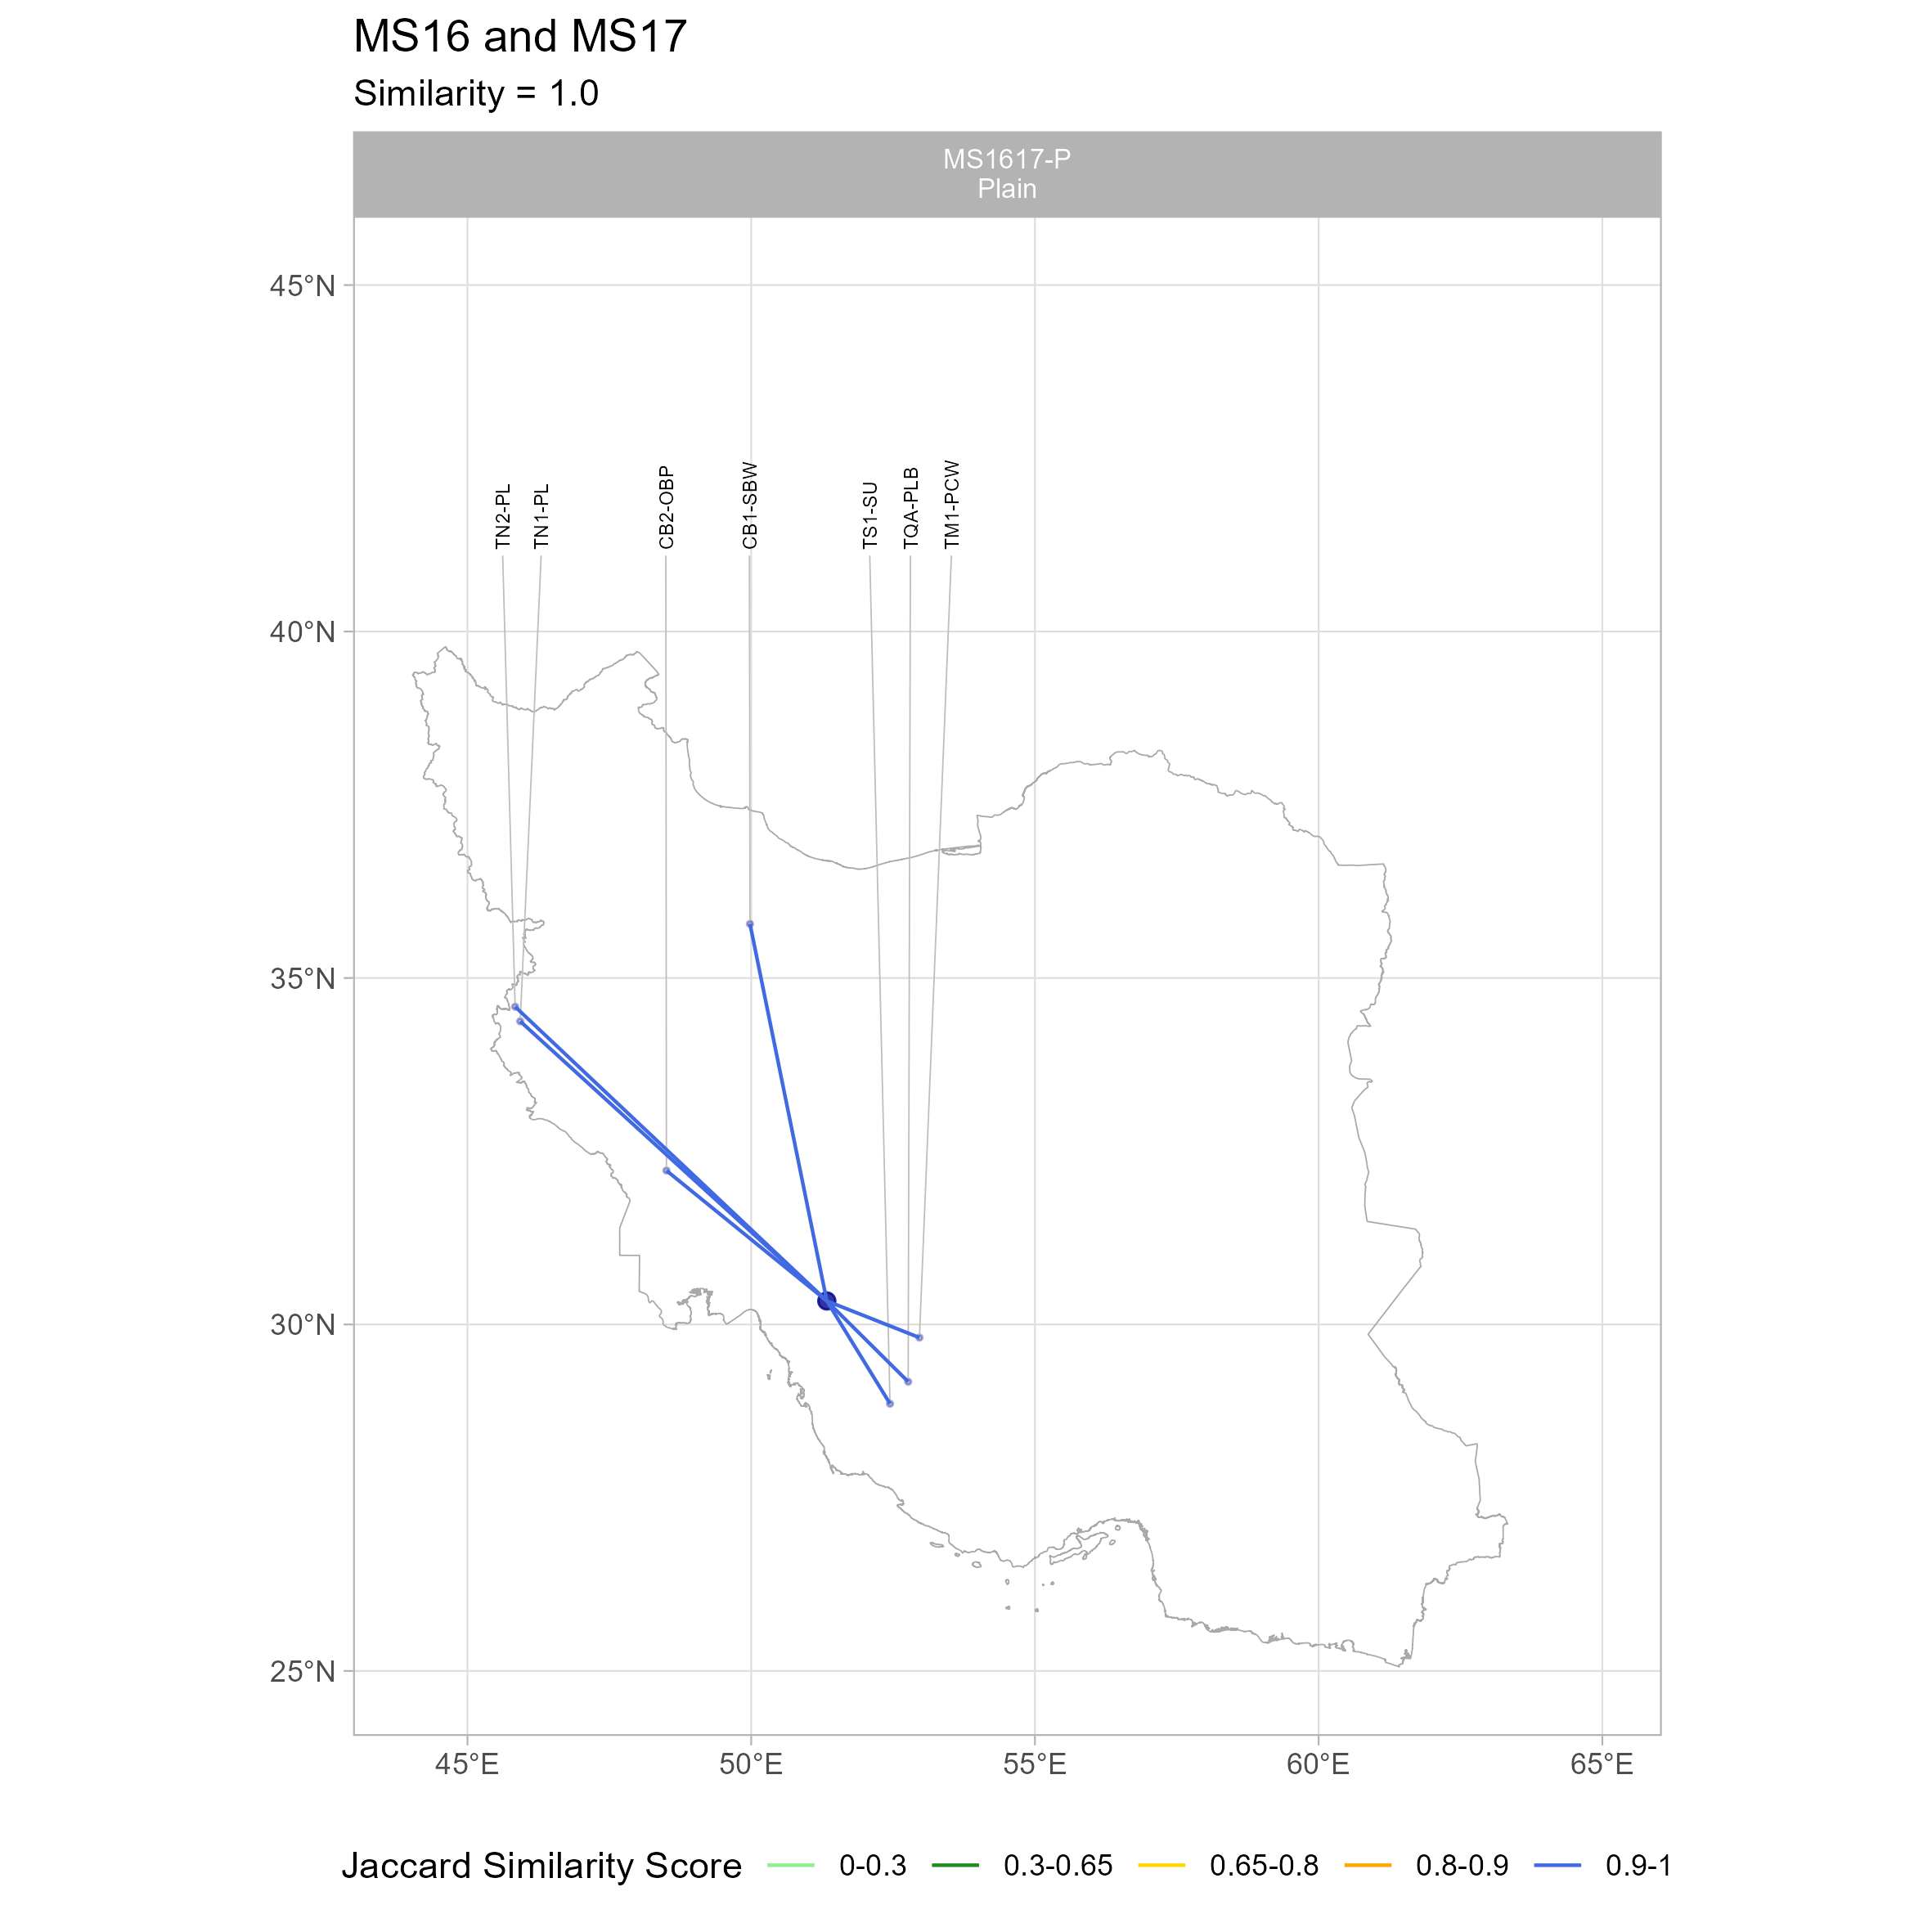 MS16 and MS17
Similarity = 1.0
MS1617-P
Plain
45°N
40°N
35°N
30°N
25°N
TN2-PL
TN1-PL
CB2-OBP
CB1-SBW
TS1-SU
TQA-PLB
TM1-PCW
45°E 50°E 55°E 60°E 65°E
Jaccard Similarity Score 0-0.3 0.3-0.65 0.65-0.8 0.8-0.9 0.9-1